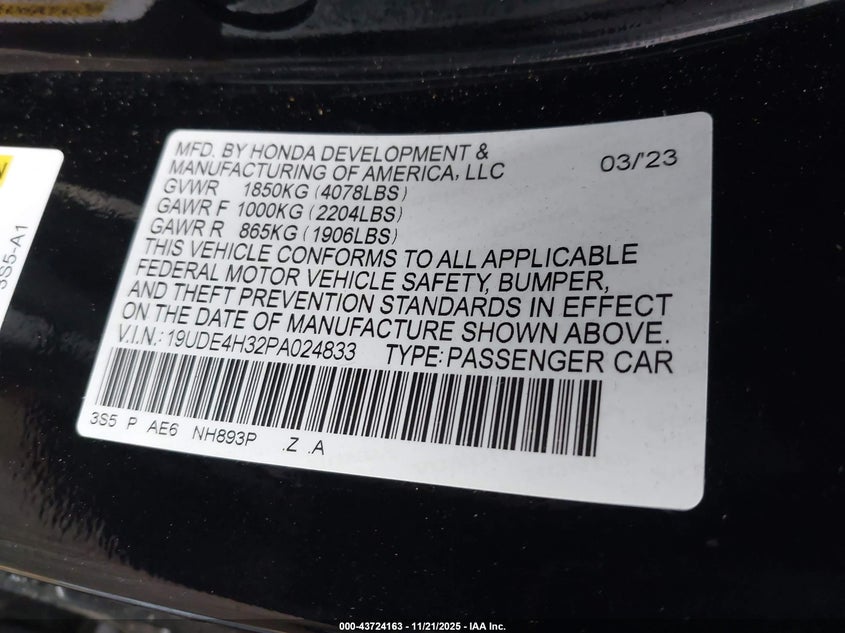 MFD. BY HONDA DEVELOPMENT &
MANUFACTURING OF AMERICA, LLC
03/'23
GVWR 1850KG (4078LBS)
GAWR F 1000KG (2204LBS)
GAWR R 865KG (1906LBS)
THIS VEHICLE CONFORMS TO ALL APPLICABLE
FEDERAL MOTOR VEHICLE SAFETY, BUMPER,
AND THEFT PREVENTION STANDARDS IN EFFECT
ON THE DATE OF MANUFACTURE SHOWN ABOVE.
V.I.N.: 19UDE4H32PA024833 TYPE: PASSENGER CAR
3S5 P AE6 NH893P .Z .A
3S5-A1
000-43724163 - 11/21/2025 - IAA Inc.